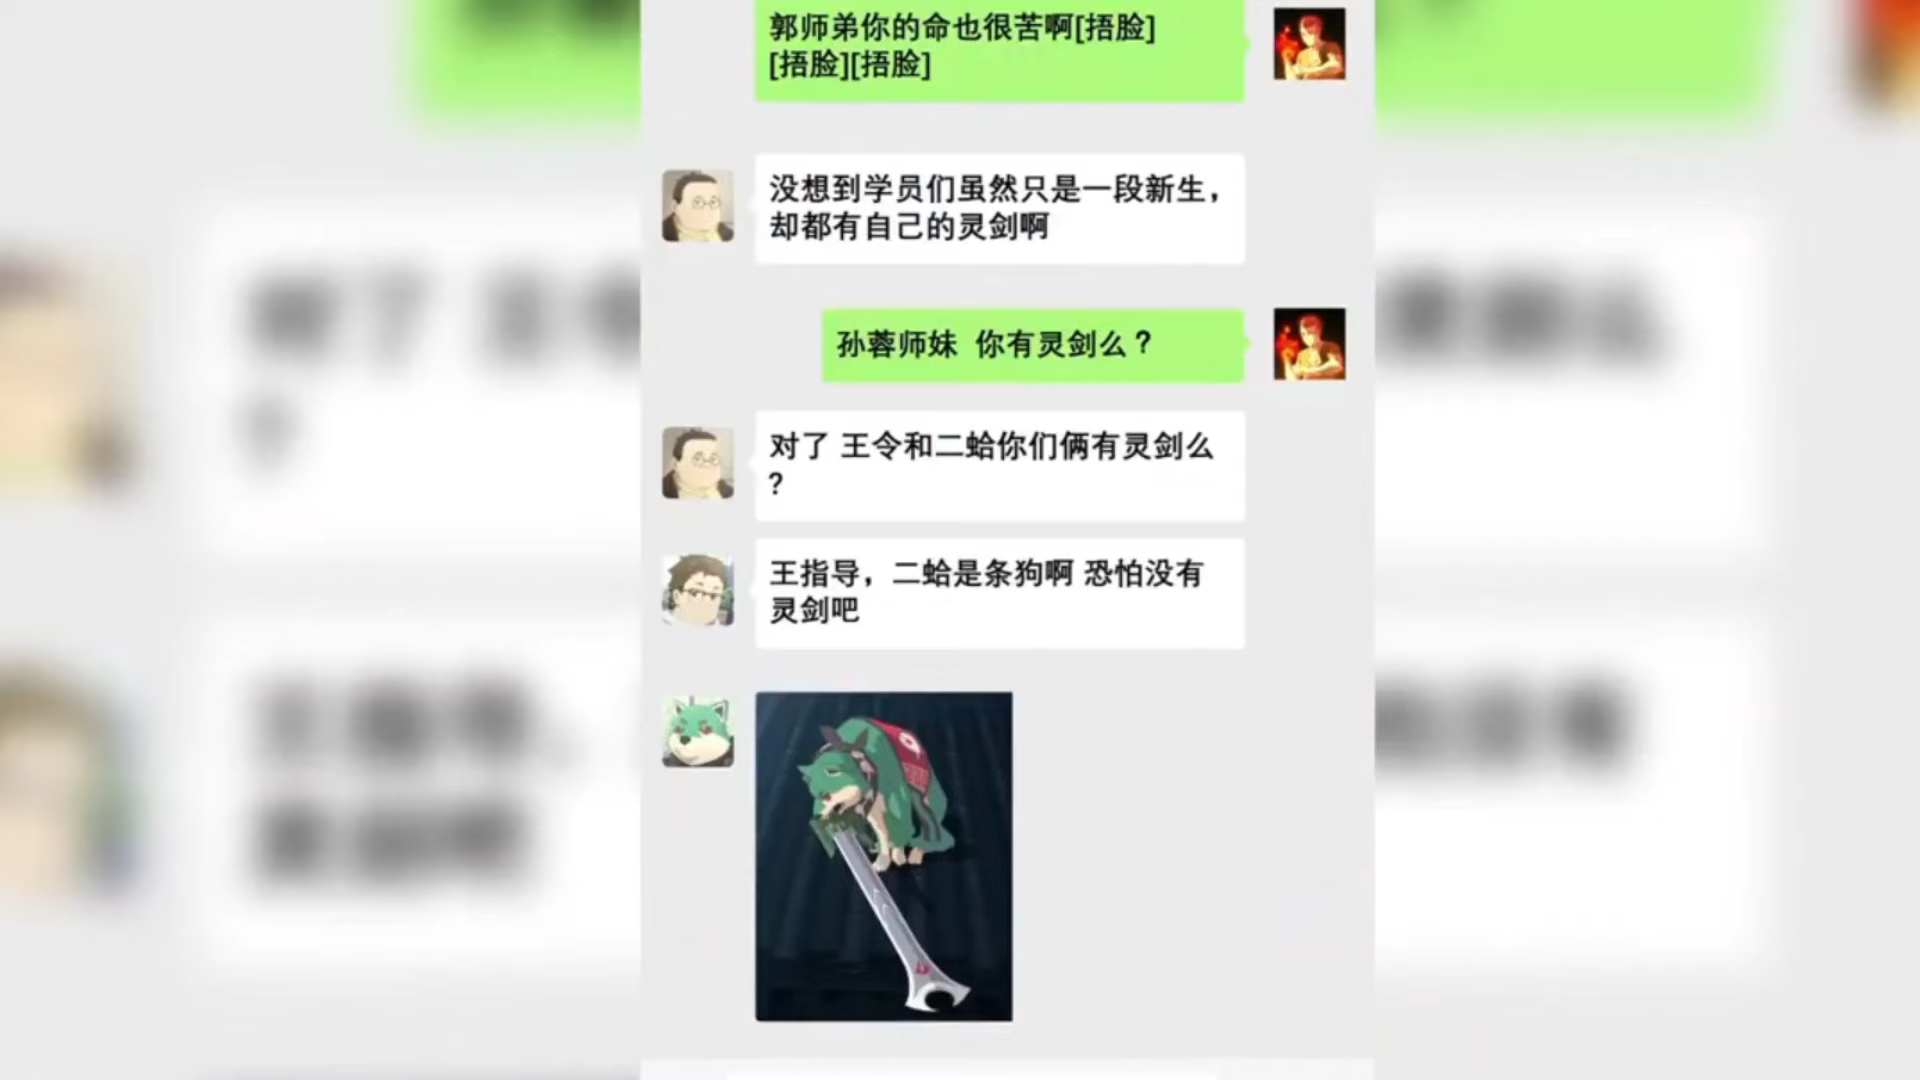 郭师弟你的命也很苦啊[捂脸]
[捂脸][捂脸]
没想到学员们虽然只是一段新生，
却都有自己的灵剑啊
孙蓉师妹 你有灵剑么？
对了 王令和二蛤你们俩有灵剑么
？
王指导，二蛤是条狗啊 恐怕没有
灵剑吧